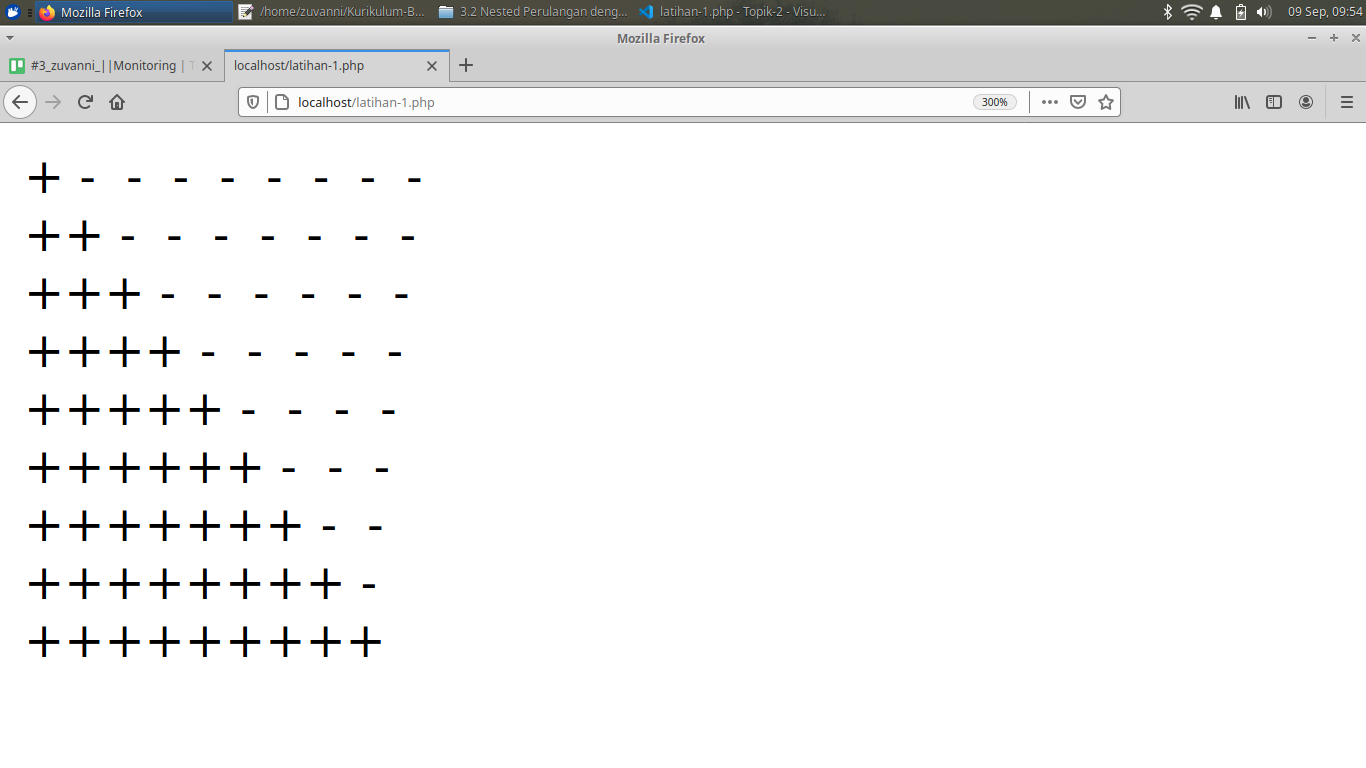 Mozilla Firefox /home/zuvanni/Kurikulum-B... 3.2 Nested Perulangan deng... latihan-1.php - Topik-2 - Visu... 09 Sep, 09:54
Mozilla Firefox
#3_zuvanni_||Monitoring | T localhost/latihan-1.php
localhost/latihan-1.php 300%
+ - - - - - - - -
++ - - - - - - -
+++ - - - - - -
++++ - - - - -
+++++ - - - -
++++++ - - -
+++++++ - -
++++++++ -
+++++++++